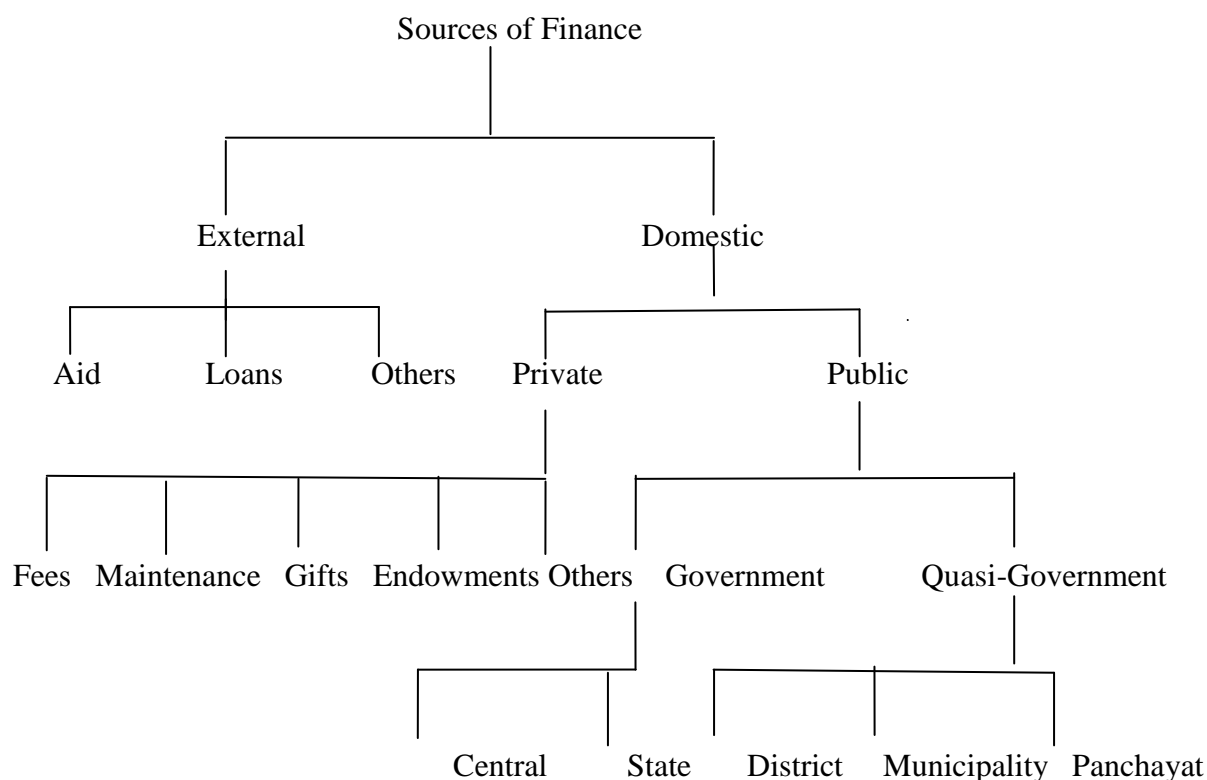 Sources of Finance
External Domestic
Aid Loans Others Private Public
Fees Maintenance Gifts Endowments Others Government Quasi-Government
Central State District Municipality Panchayat